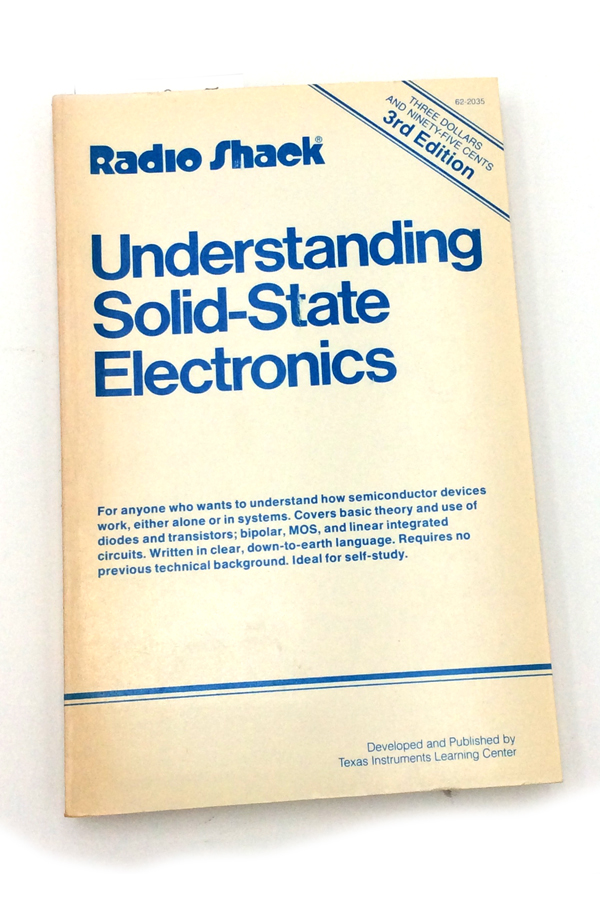 62-2035
THREE DOLLARS
AND NINETY-FIVE CENTS
3rd Edition
Radio Shack®
Understanding
Solid-State
Electronics
For anyone who wants to understand how semiconductor devices
work, either alone or in systems. Covers basic theory and use of
diodes and transistors; bipolar, MOS, and linear integrated
circuits. Written in clear, down-to-earth language. Requires no
previous technical background. Ideal for self-study.
Developed and Published by
Texas Instruments Learning Center